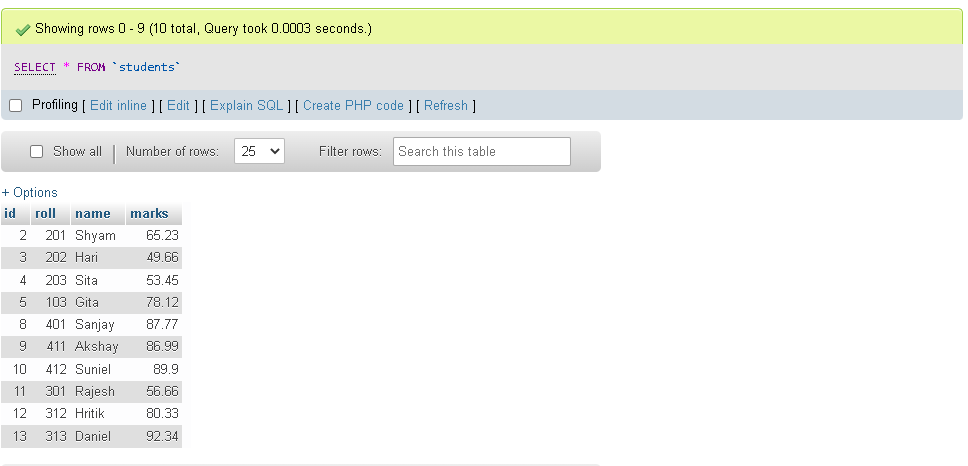 Showing rows 0 - 9 (10 total, Query took 0.0003 seconds.)
SELECT * FROM `students`
Profiling [ Edit inline ] [ Edit ] [ Explain SQL ] [ Create PHP code ] [ Refresh ]
Show all | Number of rows: 25 Filter rows: Search this table
+ Options
id roll name marks
2 201 Shyam 65.23
3 202 Hari 49.66
4 203 Sita 53.45
5 103 Gita 78.12
8 401 Sanjay 87.77
9 411 Akshay 86.99
10 412 Suniel 89.9
11 301 Rajesh 56.66
12 312 Hritik 80.33
13 313 Daniel 92.34